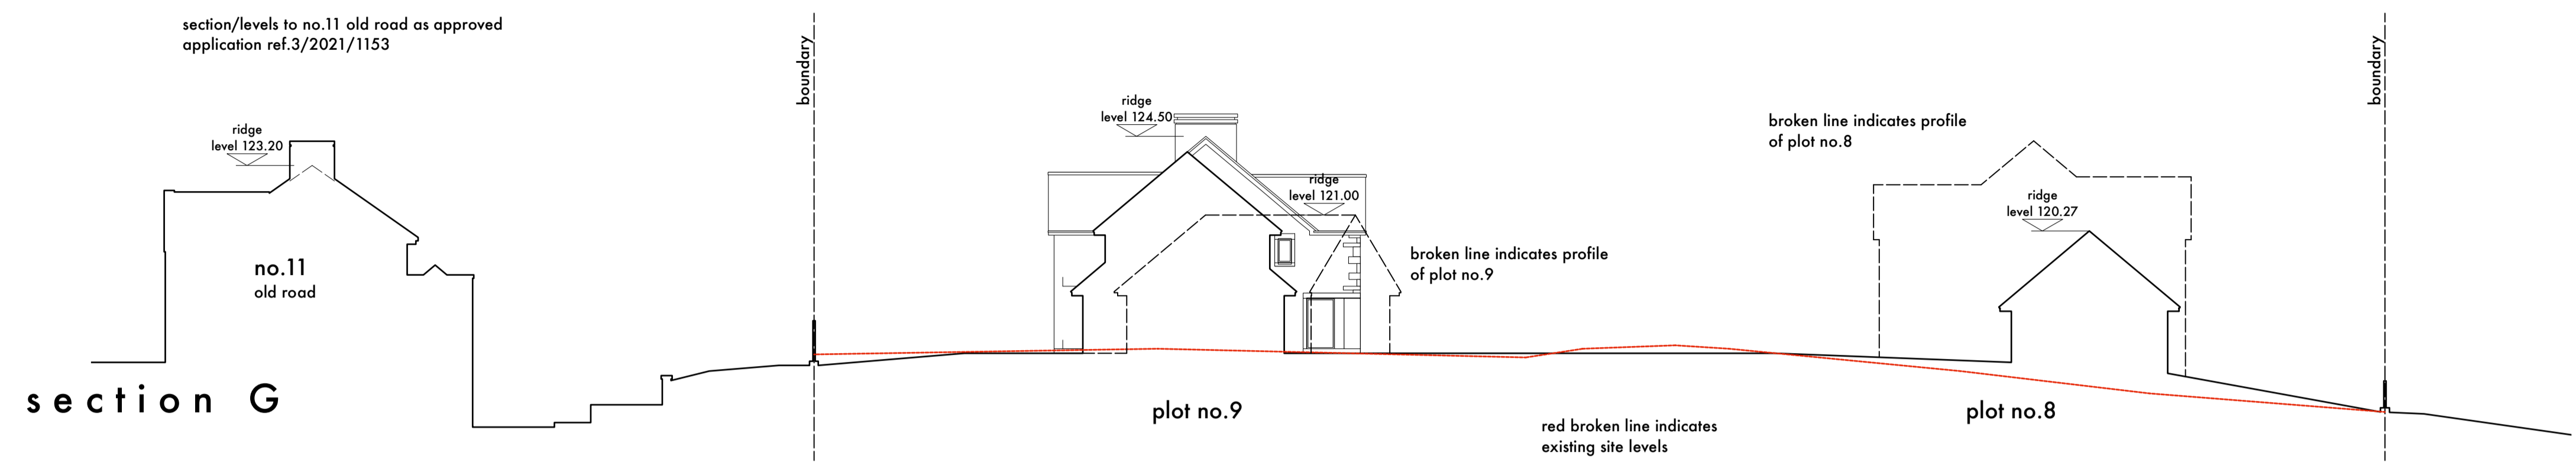 section/levels to no.11 old road as approved
application ref.3/2021/1153
boundary
boundary
ridge
level 123.20
ridge
level 124.50
ridge
level 121.00
broken line indicates profile
of plot no.8
ridge
level 120.27
no.11
old road
broken line indicates profile
of plot no.9
section G
plot no.9
plot no.8
red broken line indicates
existing site levels